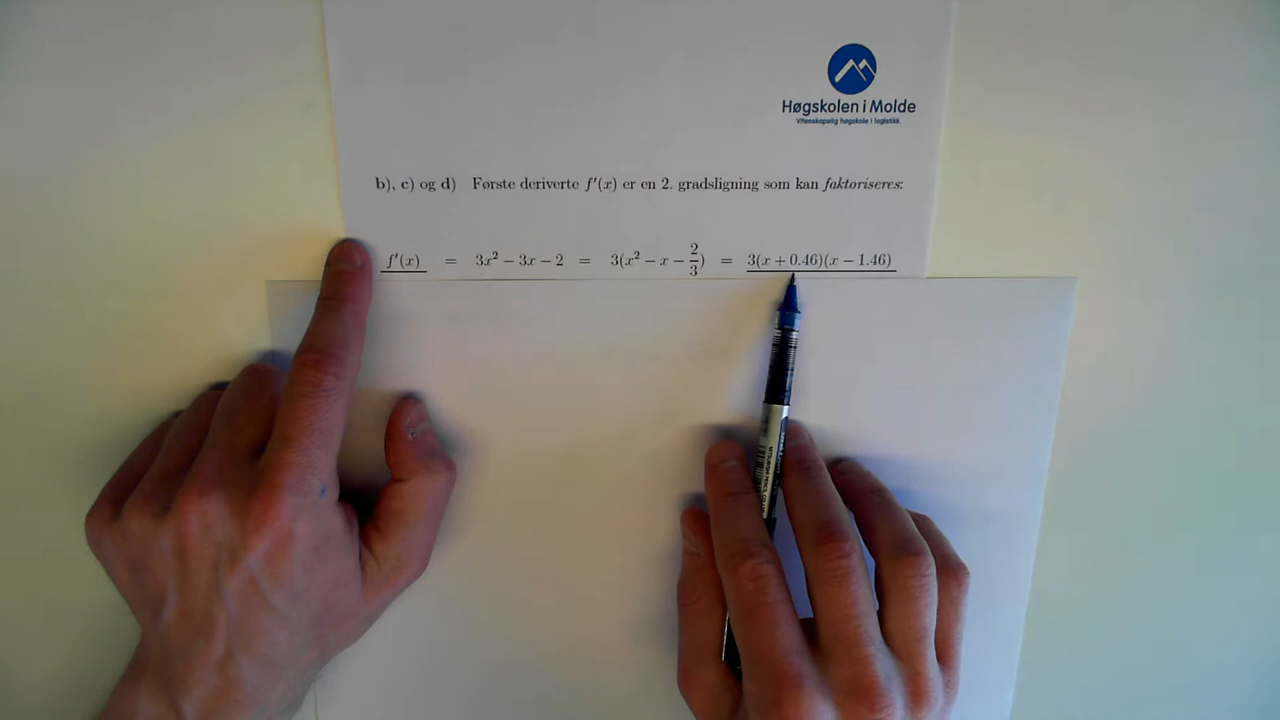 Høgskolen i Molde
Vitenskapelig høgskole i logistikk
b), c) og d) Første deriverte f′(x) er en 2. gradsligning som kan faktoriseres:
f′(x) = 3x² − 3x − 2 = 3(x² − x − 2/3) = 3(x + 0.46)(x − 1.46)